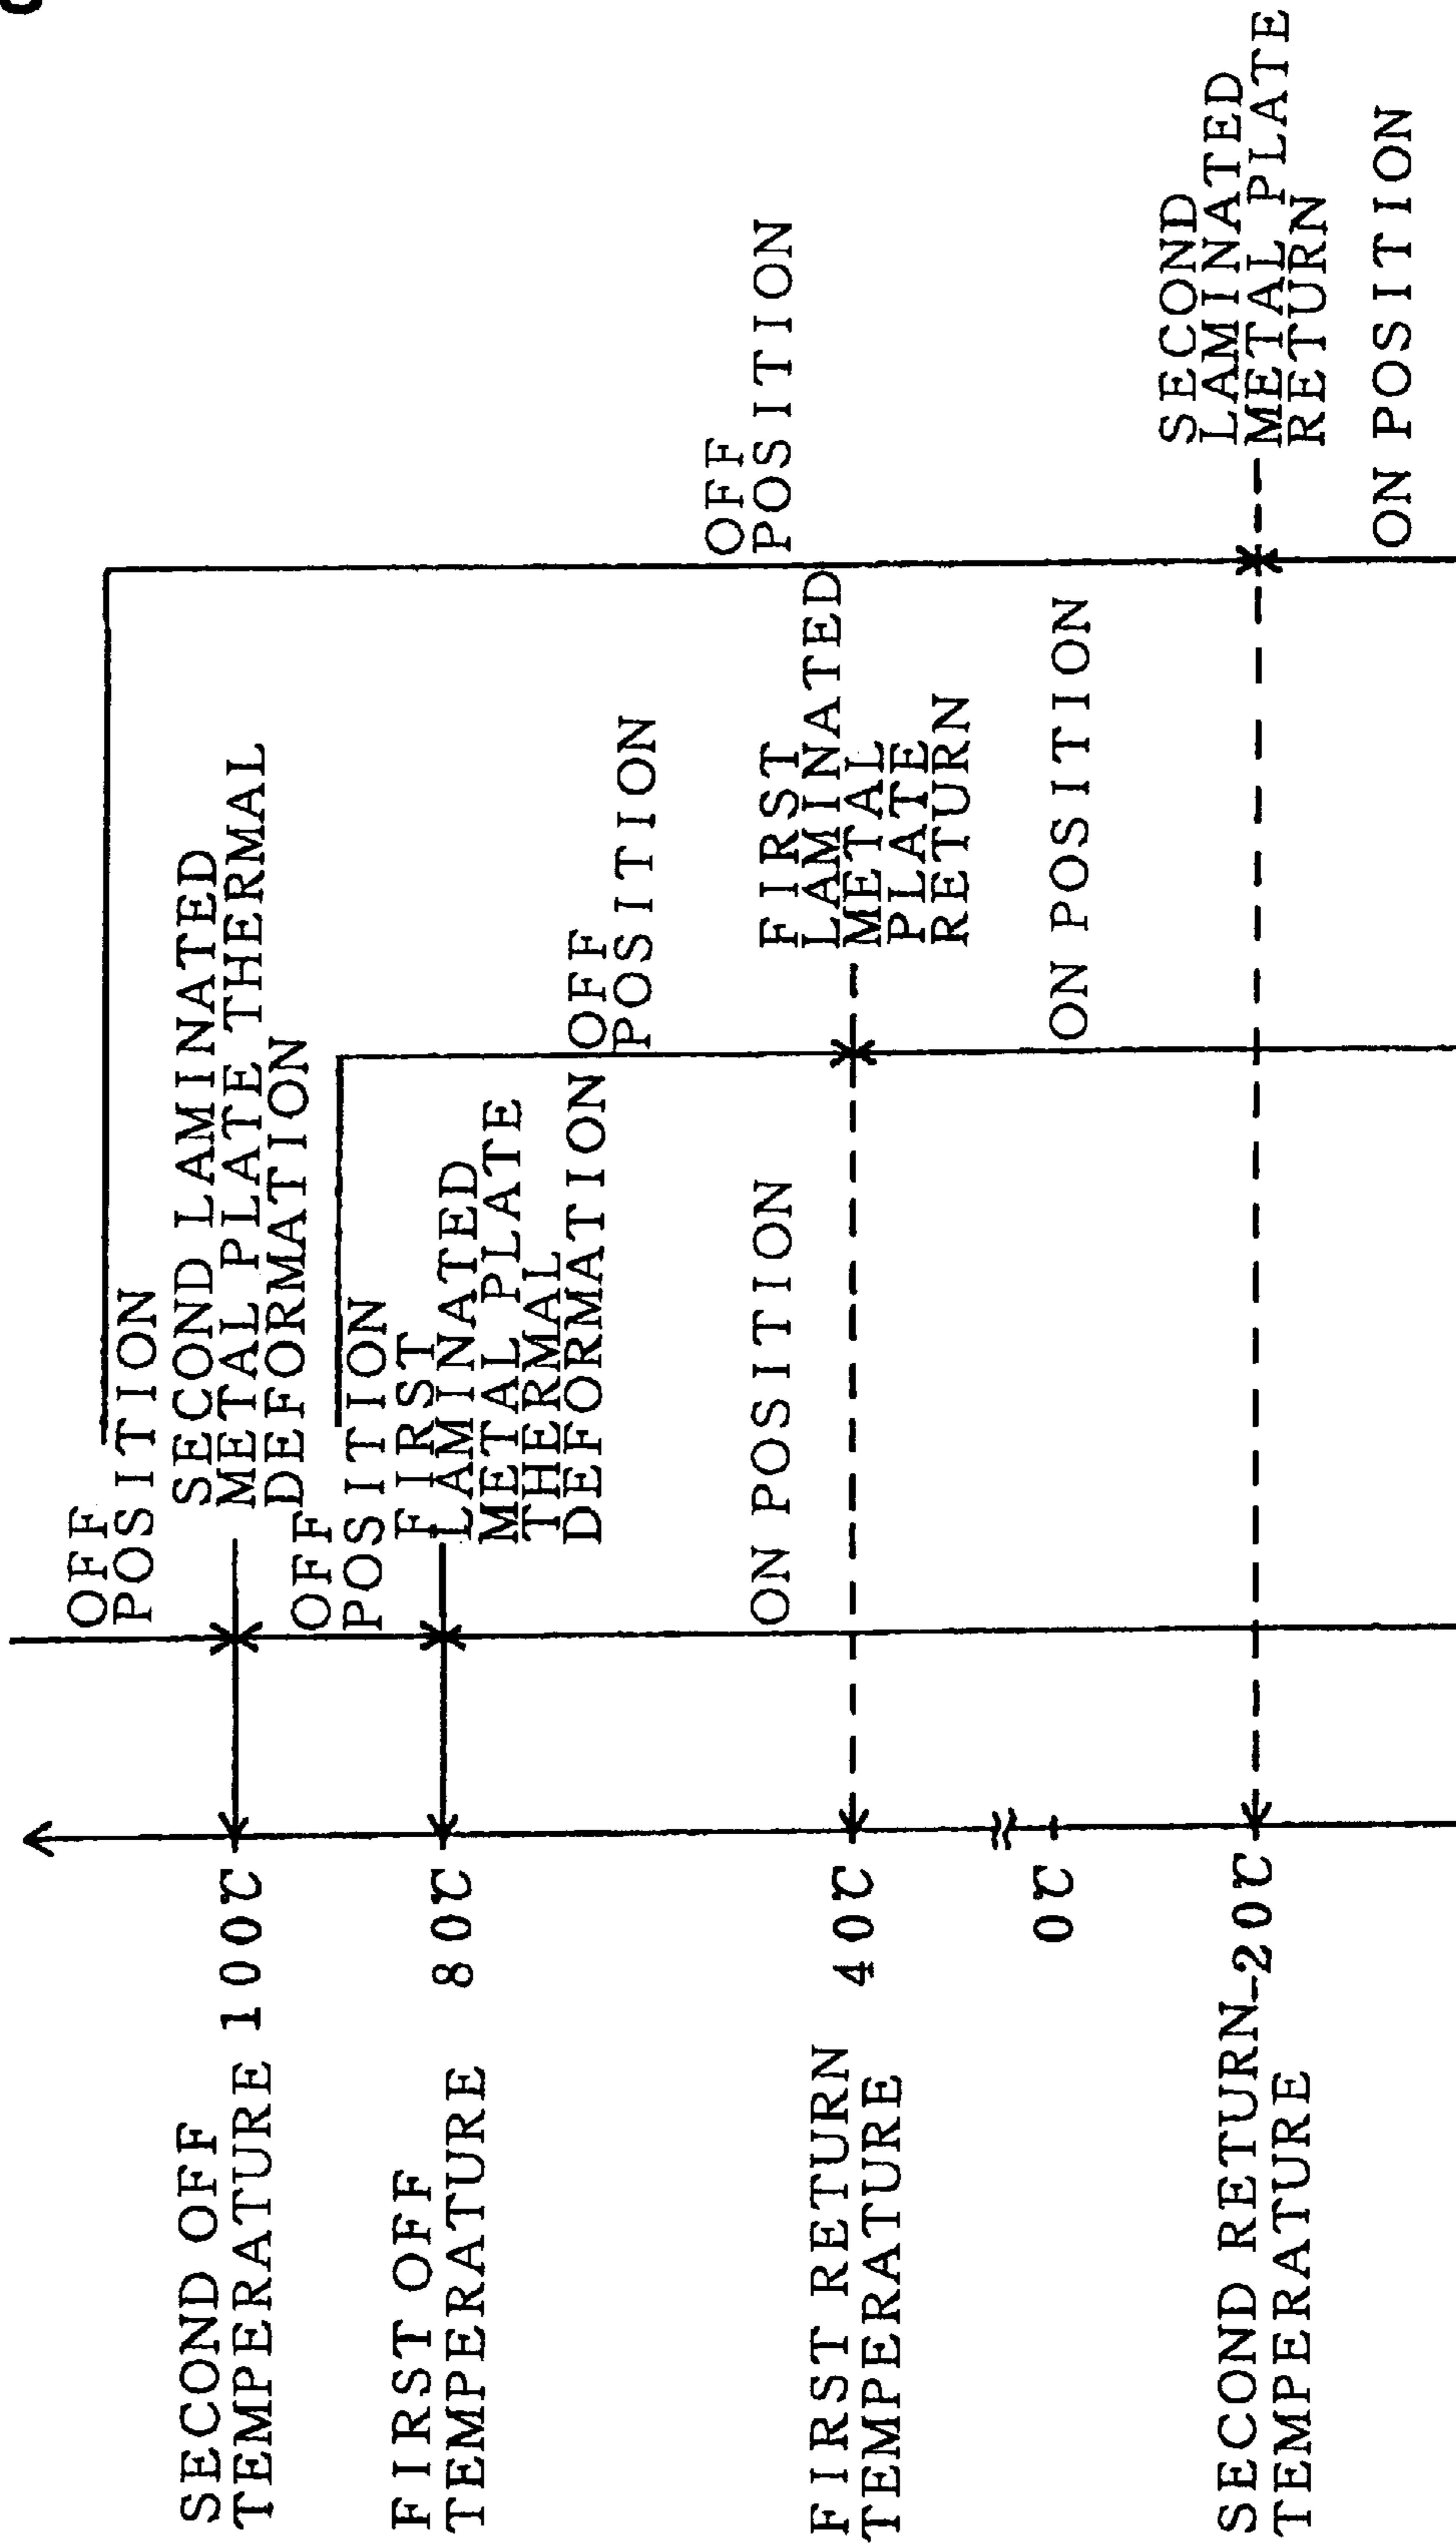 SECOND OFF
TEMPERATURE
100℃
OFF
POSITION
SECOND LAMINATED
METAL PLATE THERMAL
DEFORMATION
FIRST OFF
TEMPERATURE
80℃
OFF
POSITION
FIRST
LAMINATED
METAL PLATE
THERMAL
DEFORMATION
OFF
POSITION
OFF
POSITION
FIRST RETURN
TEMPERATURE
40℃
ON POSITION
FIRST
LAMINATED
METAL
PLATE
RETURN
0℃
ON POSITION
SECOND RETURN
TEMPERATURE
-20℃
SECOND
LAMINATED
METAL PLATE
RETURN
ON POSITION